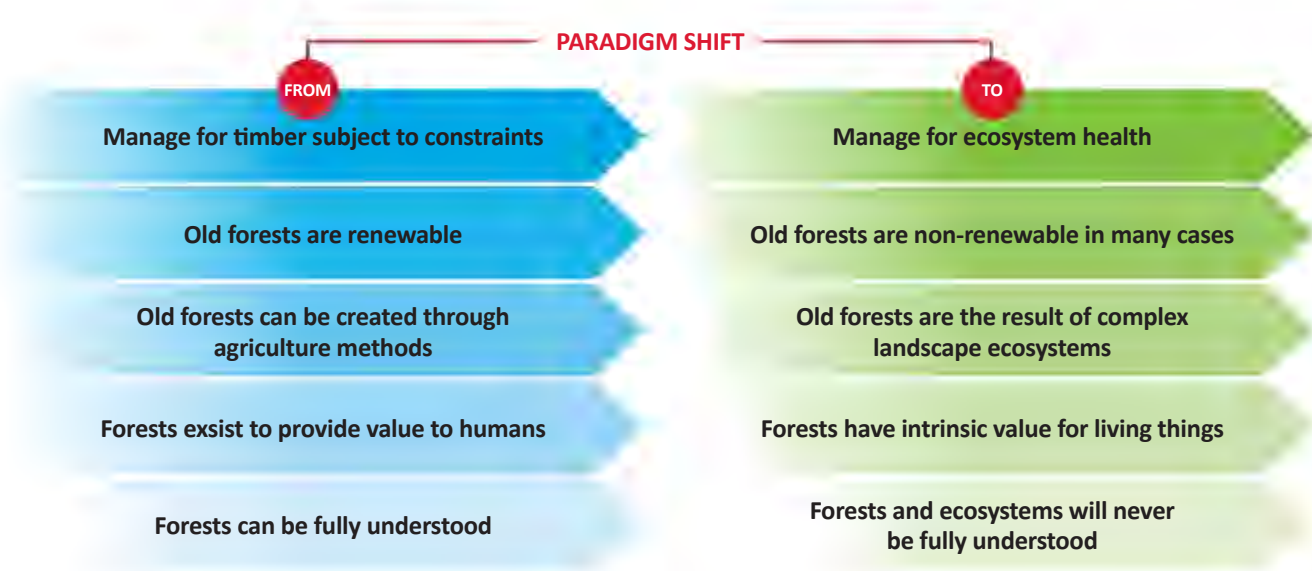 PARADIGM SHIFT
FROM
Manage for timber subject to constraints
Old forests are renewable
Old forests can be created through
agriculture methods
Forests exsist to provide value to humans
Forests can be fully understood
TO
Manage for ecosystem health
Old forests are non-renewable in many cases
Old forests are the result of complex
landscape ecosystems
Forests have intrinsic value for living things
Forests and ecosystems will never
be fully understood